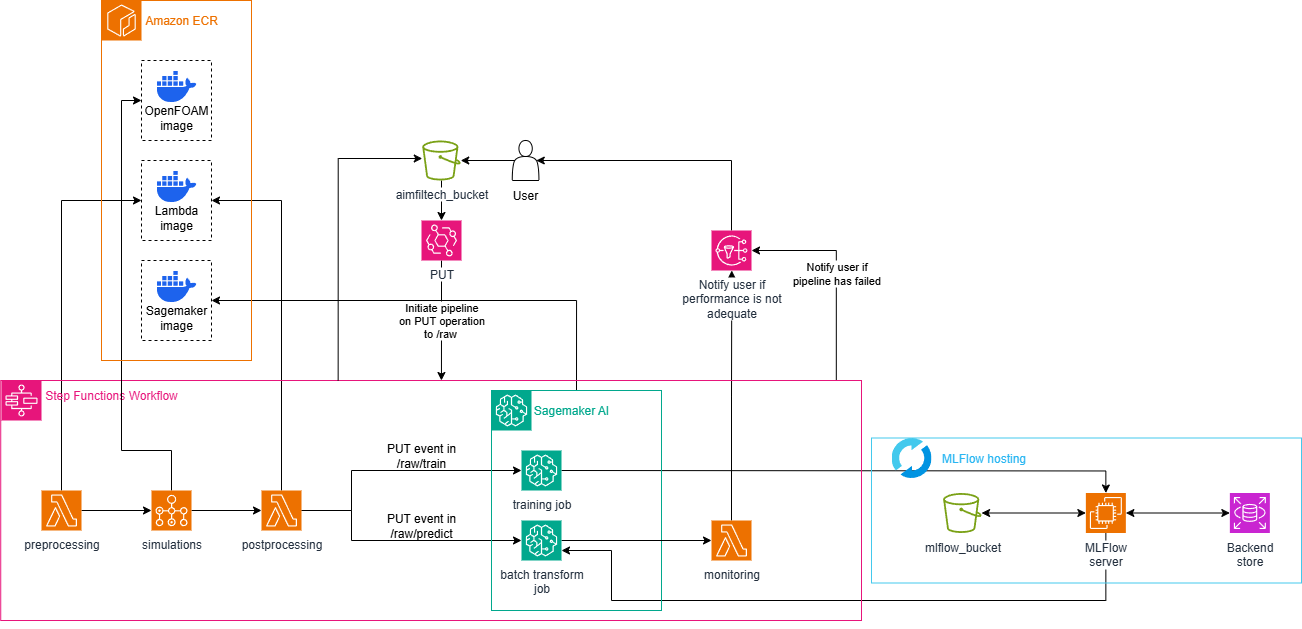 Amazon ECR
OpenFOAM
image
Lambda
image
Sagemaker
image
aimfiltech_bucket
User
PUT
Initiate pipeline
on PUT operation
to /raw
Notify user if
performance is not
adequate
Notify user if
pipeline has failed
Step Functions Workflow
preprocessing
simulations
postprocessing
PUT event in
/raw/train
PUT event in
/raw/predict
Sagemaker AI
training job
batch transform
job
monitoring
MLFlow hosting
mlflow_bucket
MLFlow
server
Backend
store